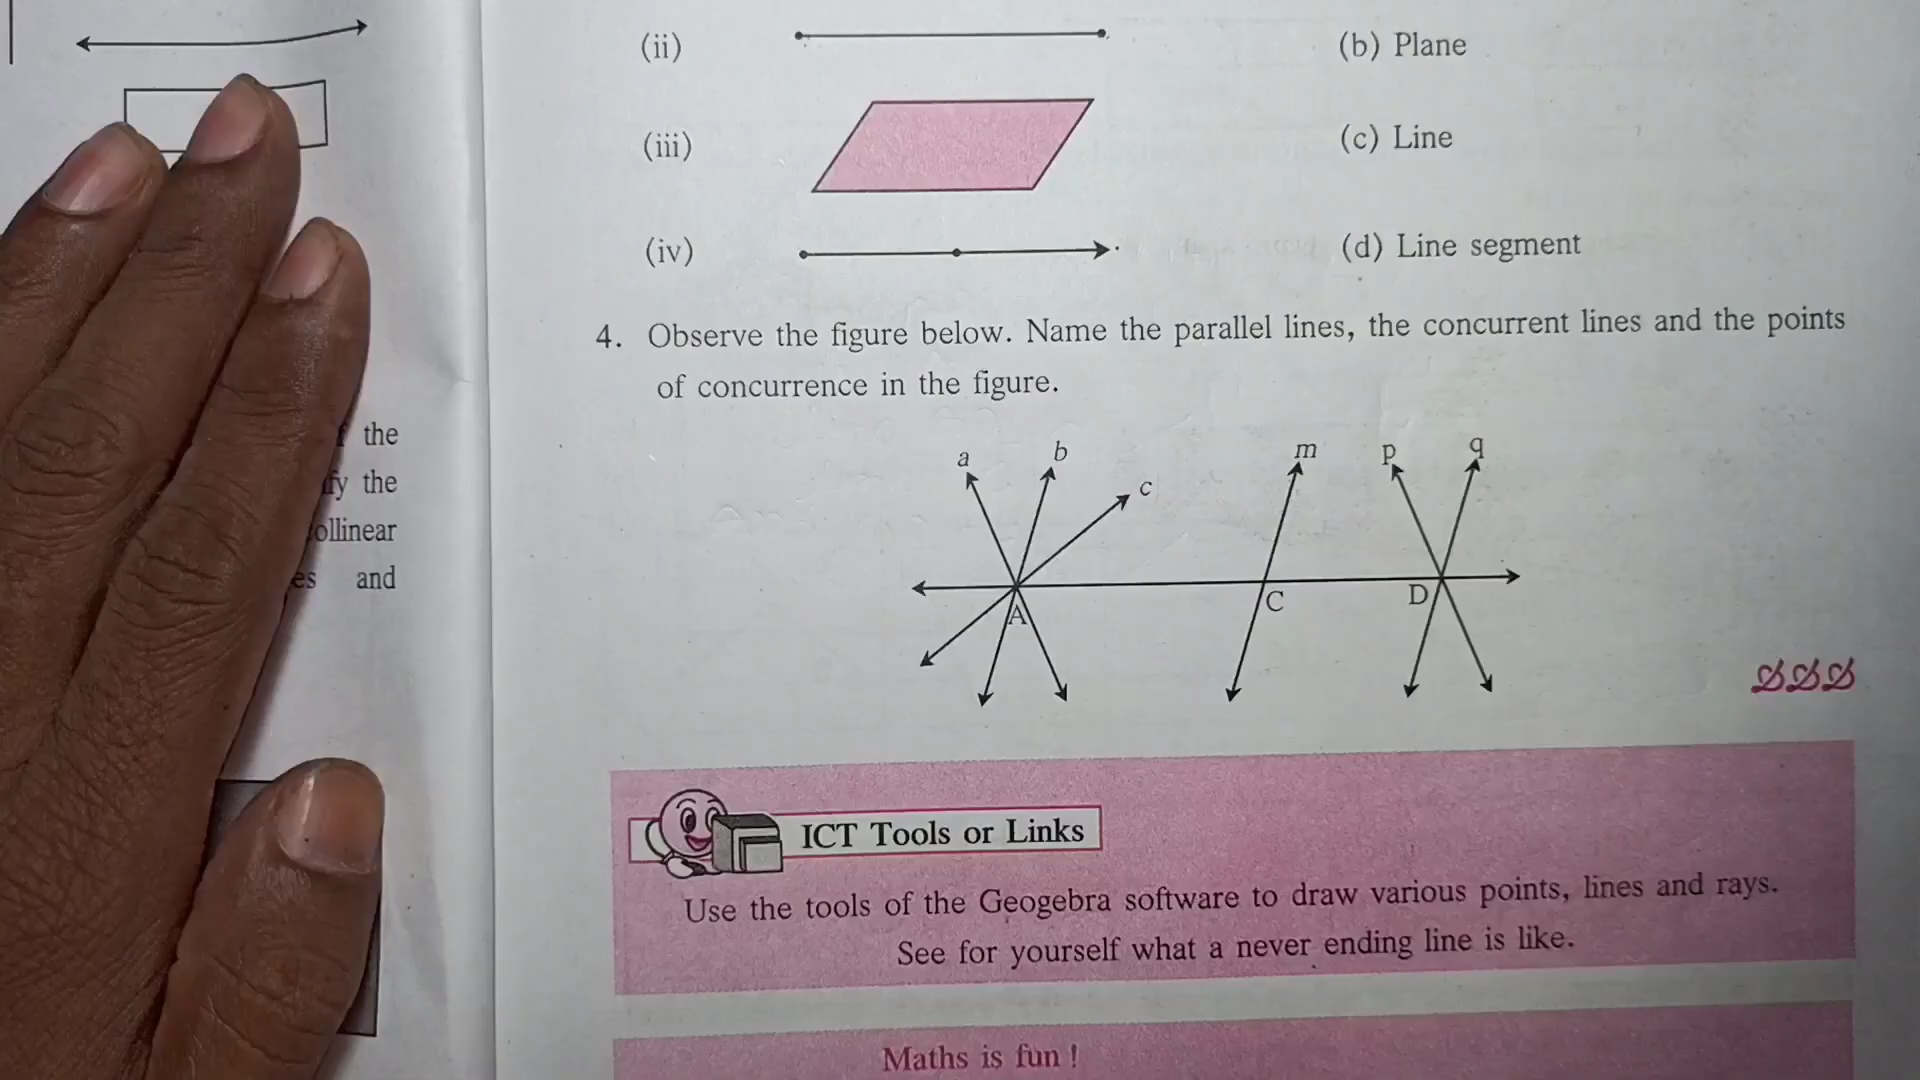 the
fy the
ollinear
es and
(ii)
(b) Plane
(iii)
(c) Line
(iv)
(d) Line segment
4. Observe the figure below. Name the parallel lines, the concurrent lines and the points
of concurrence in the figure.
a b c m p q
A C D
ICT Tools or Links
Use the tools of the Geogebra software to draw various points, lines and rays.
See for yourself what a never ending line is like.
Maths is fun !